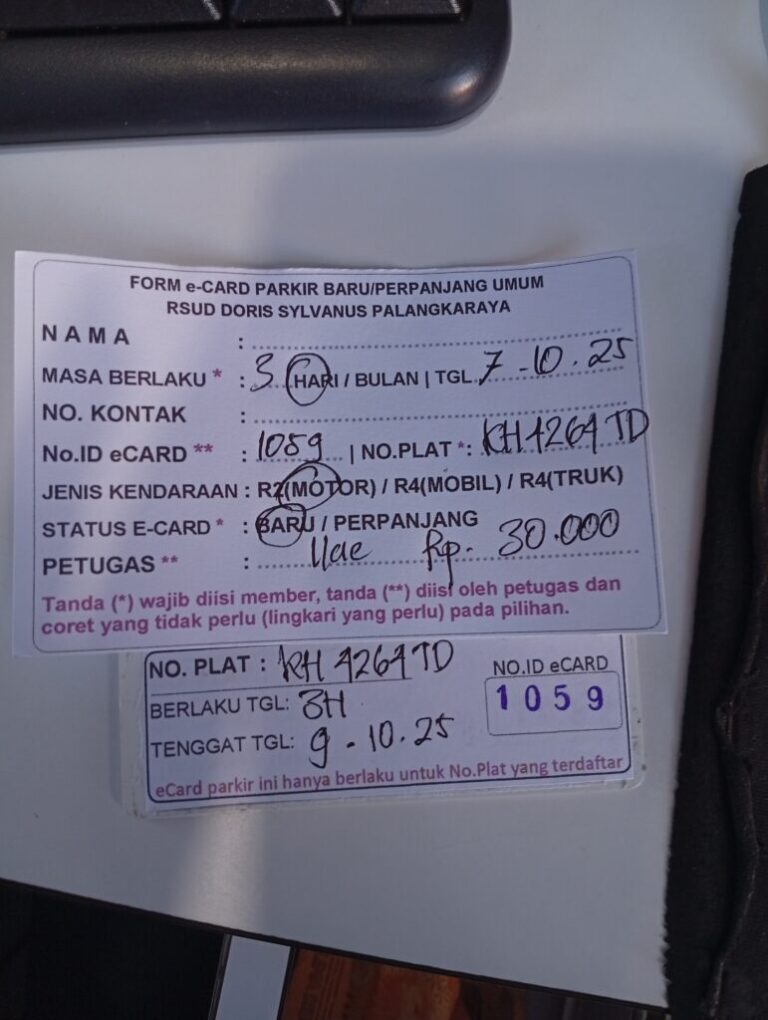 FORM e-CARD PARKIR BARU/PERPANJANG UMUM
RSUD DORIS SYLVANUS PALANGKARAYA
NAMA :
MASA BERLAKU * : 3 HARI / BULAN | TGL. 7 - 10 . 25
NO. KONTAK :
No.ID eCARD ** : 1059 | NO.PLAT *: KH 4264 TD
JENIS KENDARAAN : R2(MOTOR) / R4(MOBIL) / R4(TRUK)
STATUS E-CARD * : BARU / PERPANJANG
PETUGAS ** : Rp. 30.000
Tanda (*) wajib diisi member, tanda (**) diisi oleh petugas dan
coret yang tidak perlu (lingkari yang perlu) pada pilihan.
NO. PLAT : KH 4264 TD NO.ID eCARD
BERLAKU TGL: 3H 1059
TENGGAT TGL: 9 - 10 . 25
eCard parkir ini hanya berlaku untuk No.Plat yang terdaftar